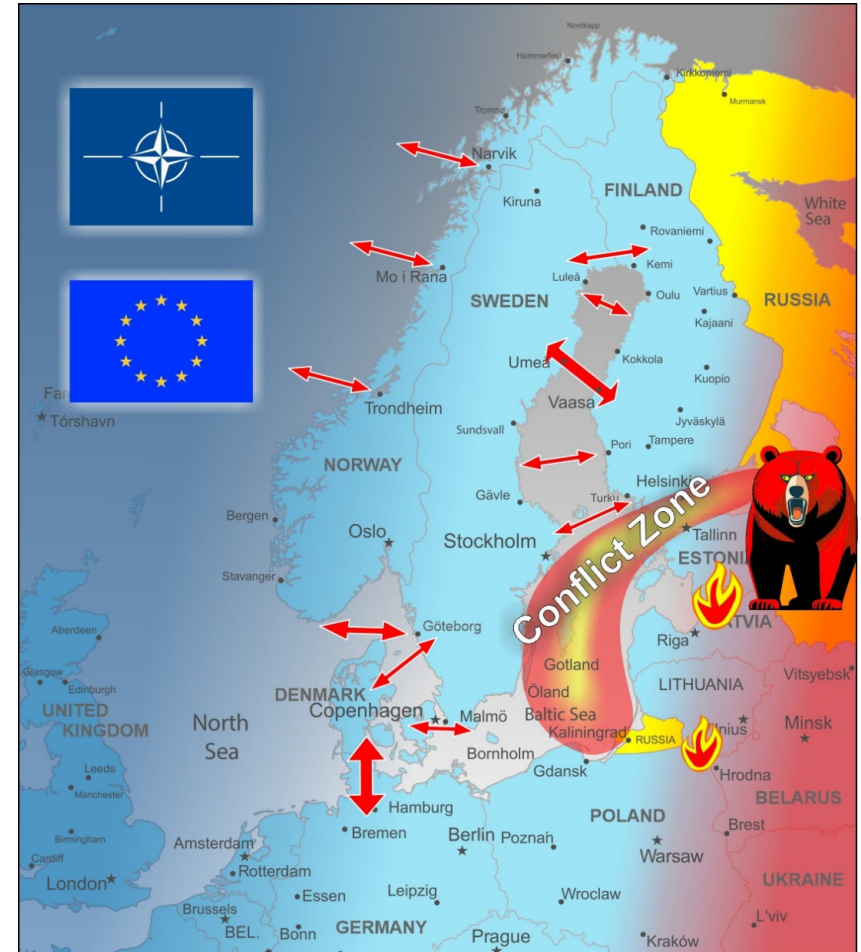 Nordkapp
Hammerfest
Kirkkoniemi
Murmansk
Tromsø
Narvik
Kiruna
FINLAND
White
Sea
Rovaniemi
Mo i Rana
Kemi
Luleå
SWEDEN
Oulu
Vartius
RUSSIA
Kajaani
Umeå
Kokkola
Kuopio
Vaasa
Trondheim
Tórshavn
Sundsvall
Jyväskylä
Pori
Tampere
NORWAY
Helsinki
Gävle
Turku
Bergen
Oslo
Stockholm
Conflict Zone
Tallinn
ESTONI
Stavanger
Göteborg
Aberdeen
Riga
ATVIA
Gotland
Glasgow
Edinburgh
Öland
LITHUANIA
Vitsyebsk
DENMARK
UNITED
KINGDOM
North
Sea
Copenhagen
Malmö
Baltic Sea
Kaliningrad
RUSSIA
lnius
Minsk
Bornholm
Gdansk
Hrodna
Leeds
Manchester
Hamburg
BELARUS
POLAND
Birmingham
Bremen
Berlin
Poznań
Brest
Amsterdam
Warsaw
Cardiff
Rotterdam
London
Essen
Leipzig
Wroclaw
UKRAINE
Brussels
BEL.
Bonn
GERMANY
L'viv
Prague
Kraków